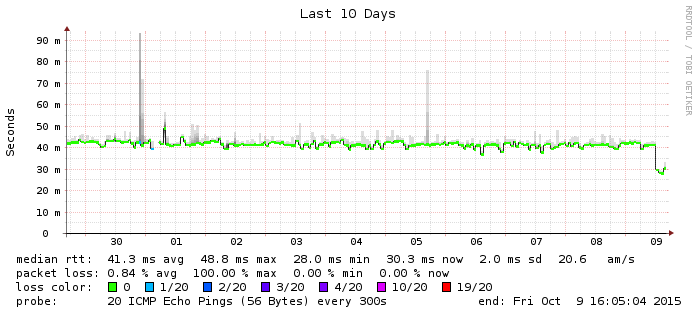 Last 10 Days
RRDTOOL / TOBI OETIKER
Seconds
90 m
80 m
70 m
60 m
50 m
40 m
30 m
20 m
10 m
0
30 01 02 03 04 05 06 07 08 09
median rtt: 41.3 ms avg 48.8 ms max 28.0 ms min 30.3 ms now 2.0 ms sd 20.6 am/s
packet loss: 0.84 % avg 100.00 % max 0.00 % min 0.00 % now
loss color: 0 1/20 2/20 3/20 4/20 10/20 19/20
probe: 20 ICMP Echo Pings (56 Bytes) every 300s end: Fri Oct 9 16:05:04 2015